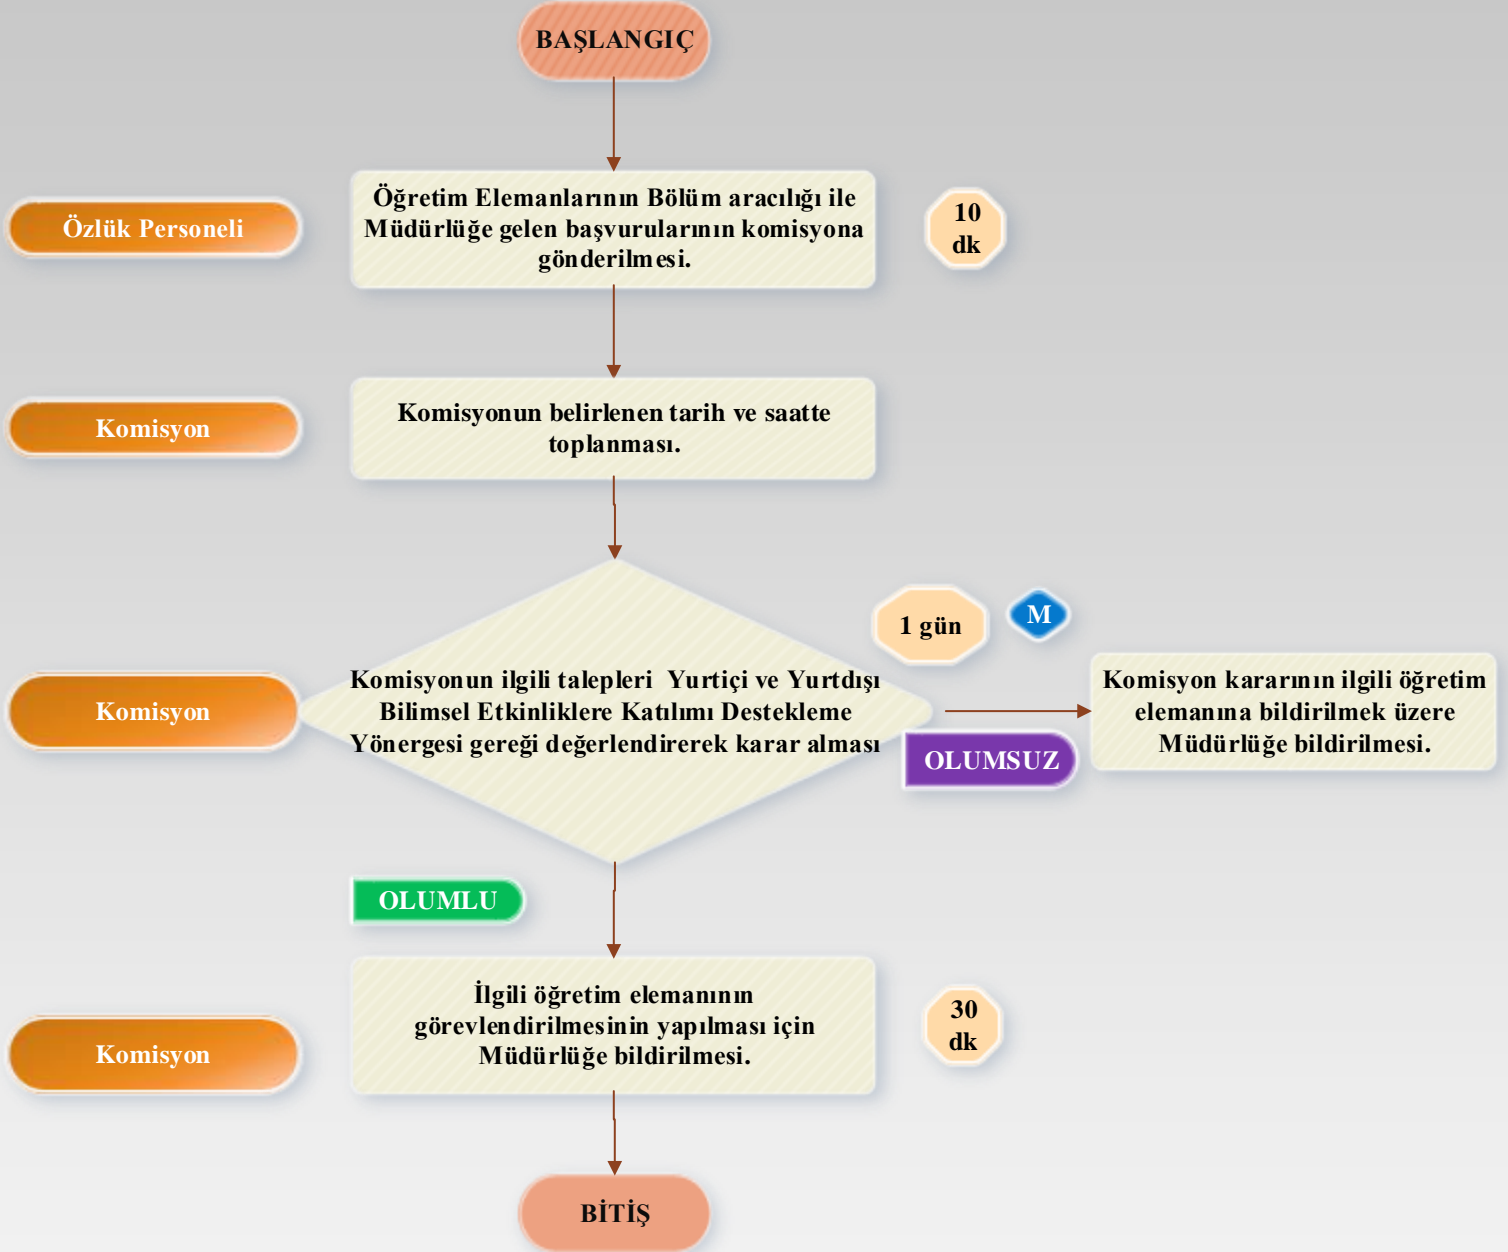 BAŞLANGIÇ
Özlük Personeli
Öğretim Elemanlarının Bölüm aracılığı ile
Müdürlüğe gelen başvurularının komisyona
gönderilmesi.
10
dk
Komisyon
Komisyonun belirlenen tarih ve saatte
toplanması.
1 gün
M
Komisyon
Komisyonun ilgili talepleri  Yurtiçi ve Yurtdışı
Bilimsel Etkinliklere Katılımı Destekleme
Yönergesi gereği değerlendirerek karar alması
OLUMSUZ
Komisyon kararının ilgili öğretim
elemanına bildirilmek üzere
Müdürlüğe bildirilmesi.
OLUMLU
Komisyon
İlgili öğretim elemanının
görevlendirilmesinin yapılması için
Müdürlüğe bildirilmesi.
30
dk
BİTİŞ